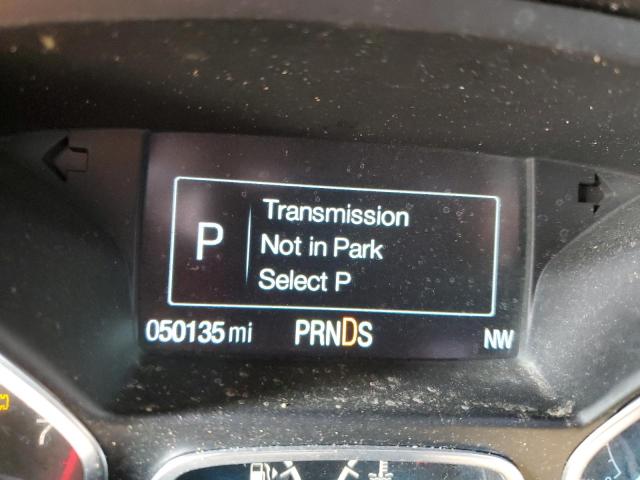 P
Transmission
Not in Park
Select P
050135 mi PRNDS NW